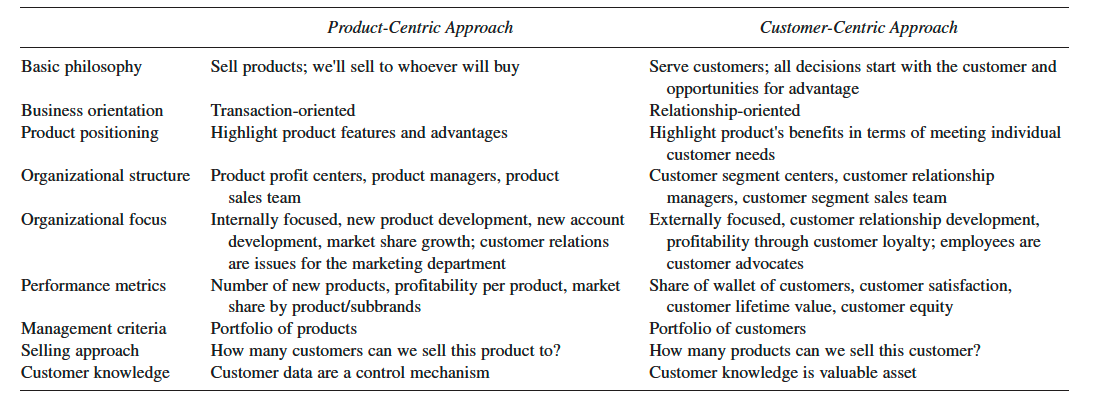 Product-Centric Approach Customer-Centric Approach
Basic philosophy Sell products; we'll sell to whoever will buy Serve customers; all decisions start with the customer and
opportunities for advantage
Business orientation Transaction-oriented Relationship-oriented
Product positioning Highlight product features and advantages Highlight product's benefits in terms of meeting individual
customer needs
Organizational structure Product profit centers, product managers, product Customer segment centers, customer relationship
sales team managers, customer segment sales team
Organizational focus Internally focused, new product development, new account Externally focused, customer relationship development,
development, market share growth; customer relations profitability through customer loyalty; employees are
are issues for the marketing department customer advocates
Performance metrics Number of new products, profitability per product, market Share of wallet of customers, customer satisfaction,
share by product/subbrands customer lifetime value, customer equity
Management criteria Portfolio of products Portfolio of customers
Selling approach How many customers can we sell this product to? How many products can we sell this customer?
Customer knowledge Customer data are a control mechanism Customer knowledge is valuable asset